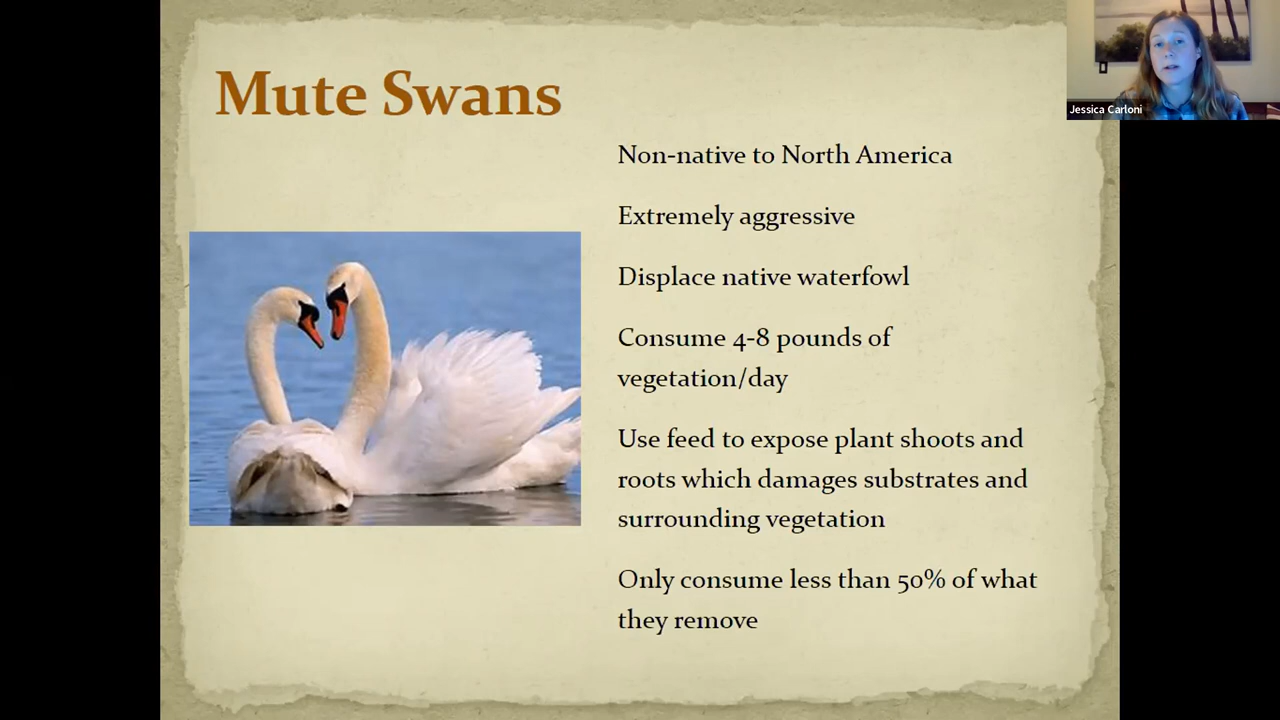 Mute Swans
Jessica Carloni
Non-native to North America
Extremely aggressive
Displace native waterfowl
Consume 4-8 pounds of
vegetation/day
Use feed to expose plant shoots and
roots which damages substrates and
surrounding vegetation
Only consume less than 50% of what
they remove